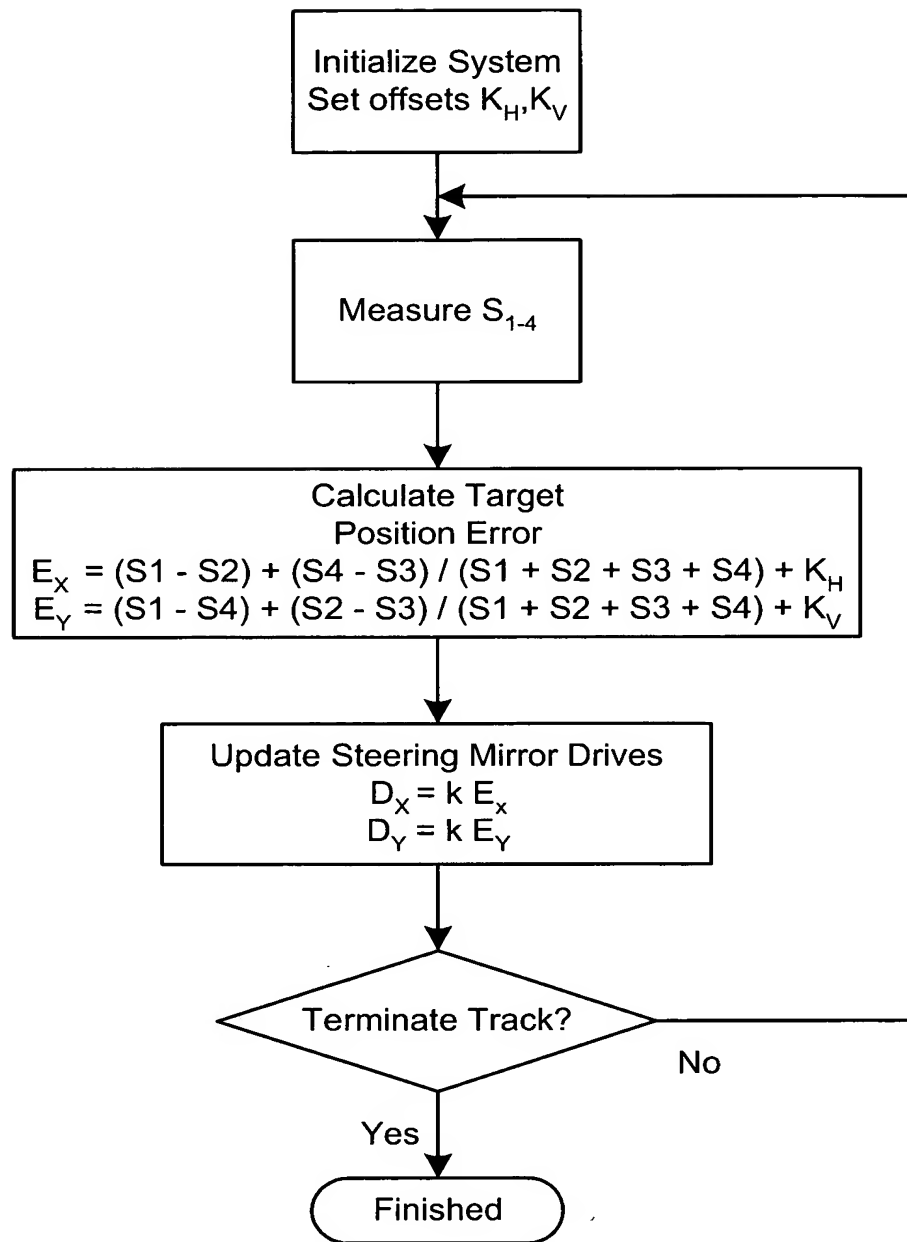 Initialize System
Set offsets K_H,K_V
Measure S_1-4
Calculate Target
Position Error
E_X = (S1 - S2) + (S4 - S3) / (S1 + S2 + S3 + S4) + K_H
E_Y = (S1 - S4) + (S2 - S3) / (S1 + S2 + S3 + S4) + K_V
Update Steering Mirror Drives
D_X = k E_x
D_Y = k E_Y
Terminate Track?
No
Yes
Finished